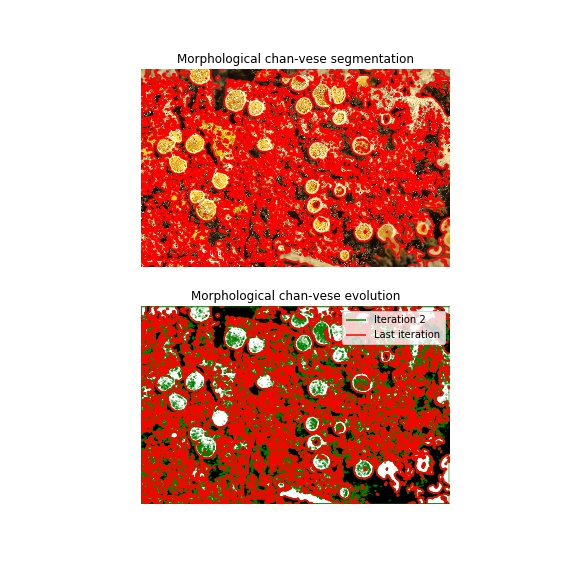 Morphological chan-vese segmentation
Morphological chan-vese evolution
Iteration 2
Last iteration